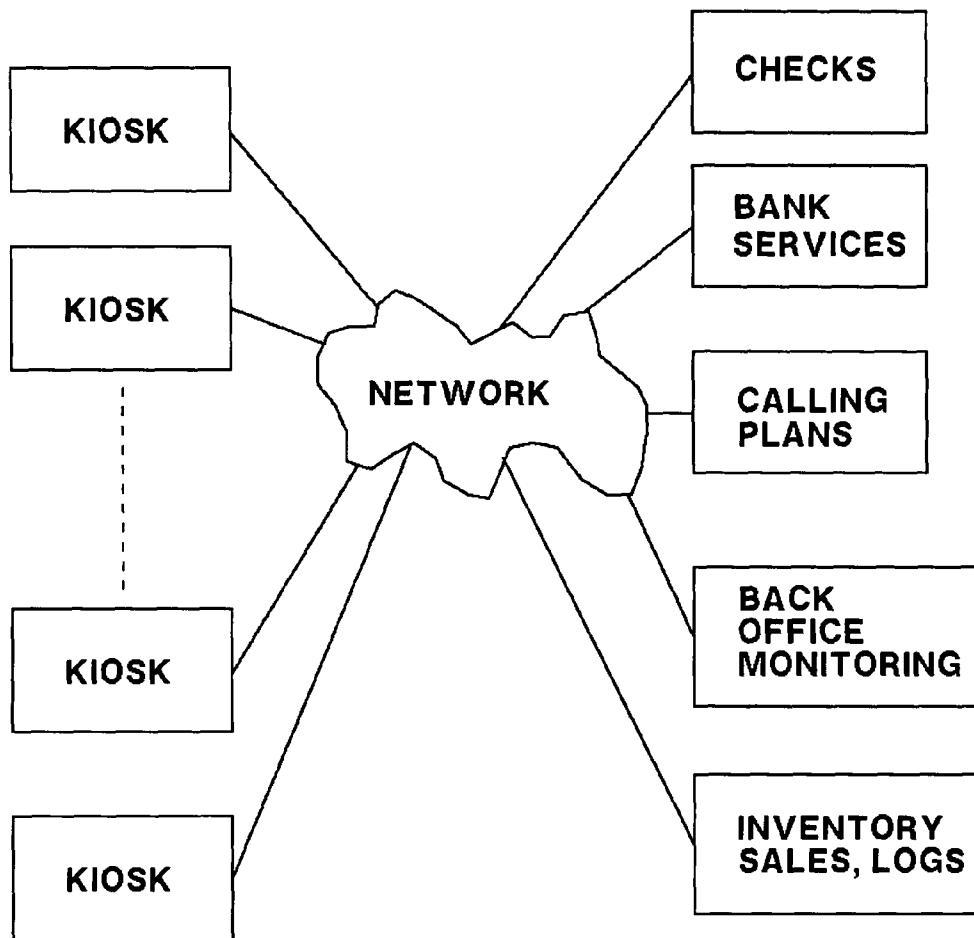 KIOSK
KIOSK
KIOSK
KIOSK
NETWORK
CHECKS
BANK
SERVICES
CALLING
PLANS
BACK
OFFICE
MONITORING
INVENTORY
SALES, LOGS